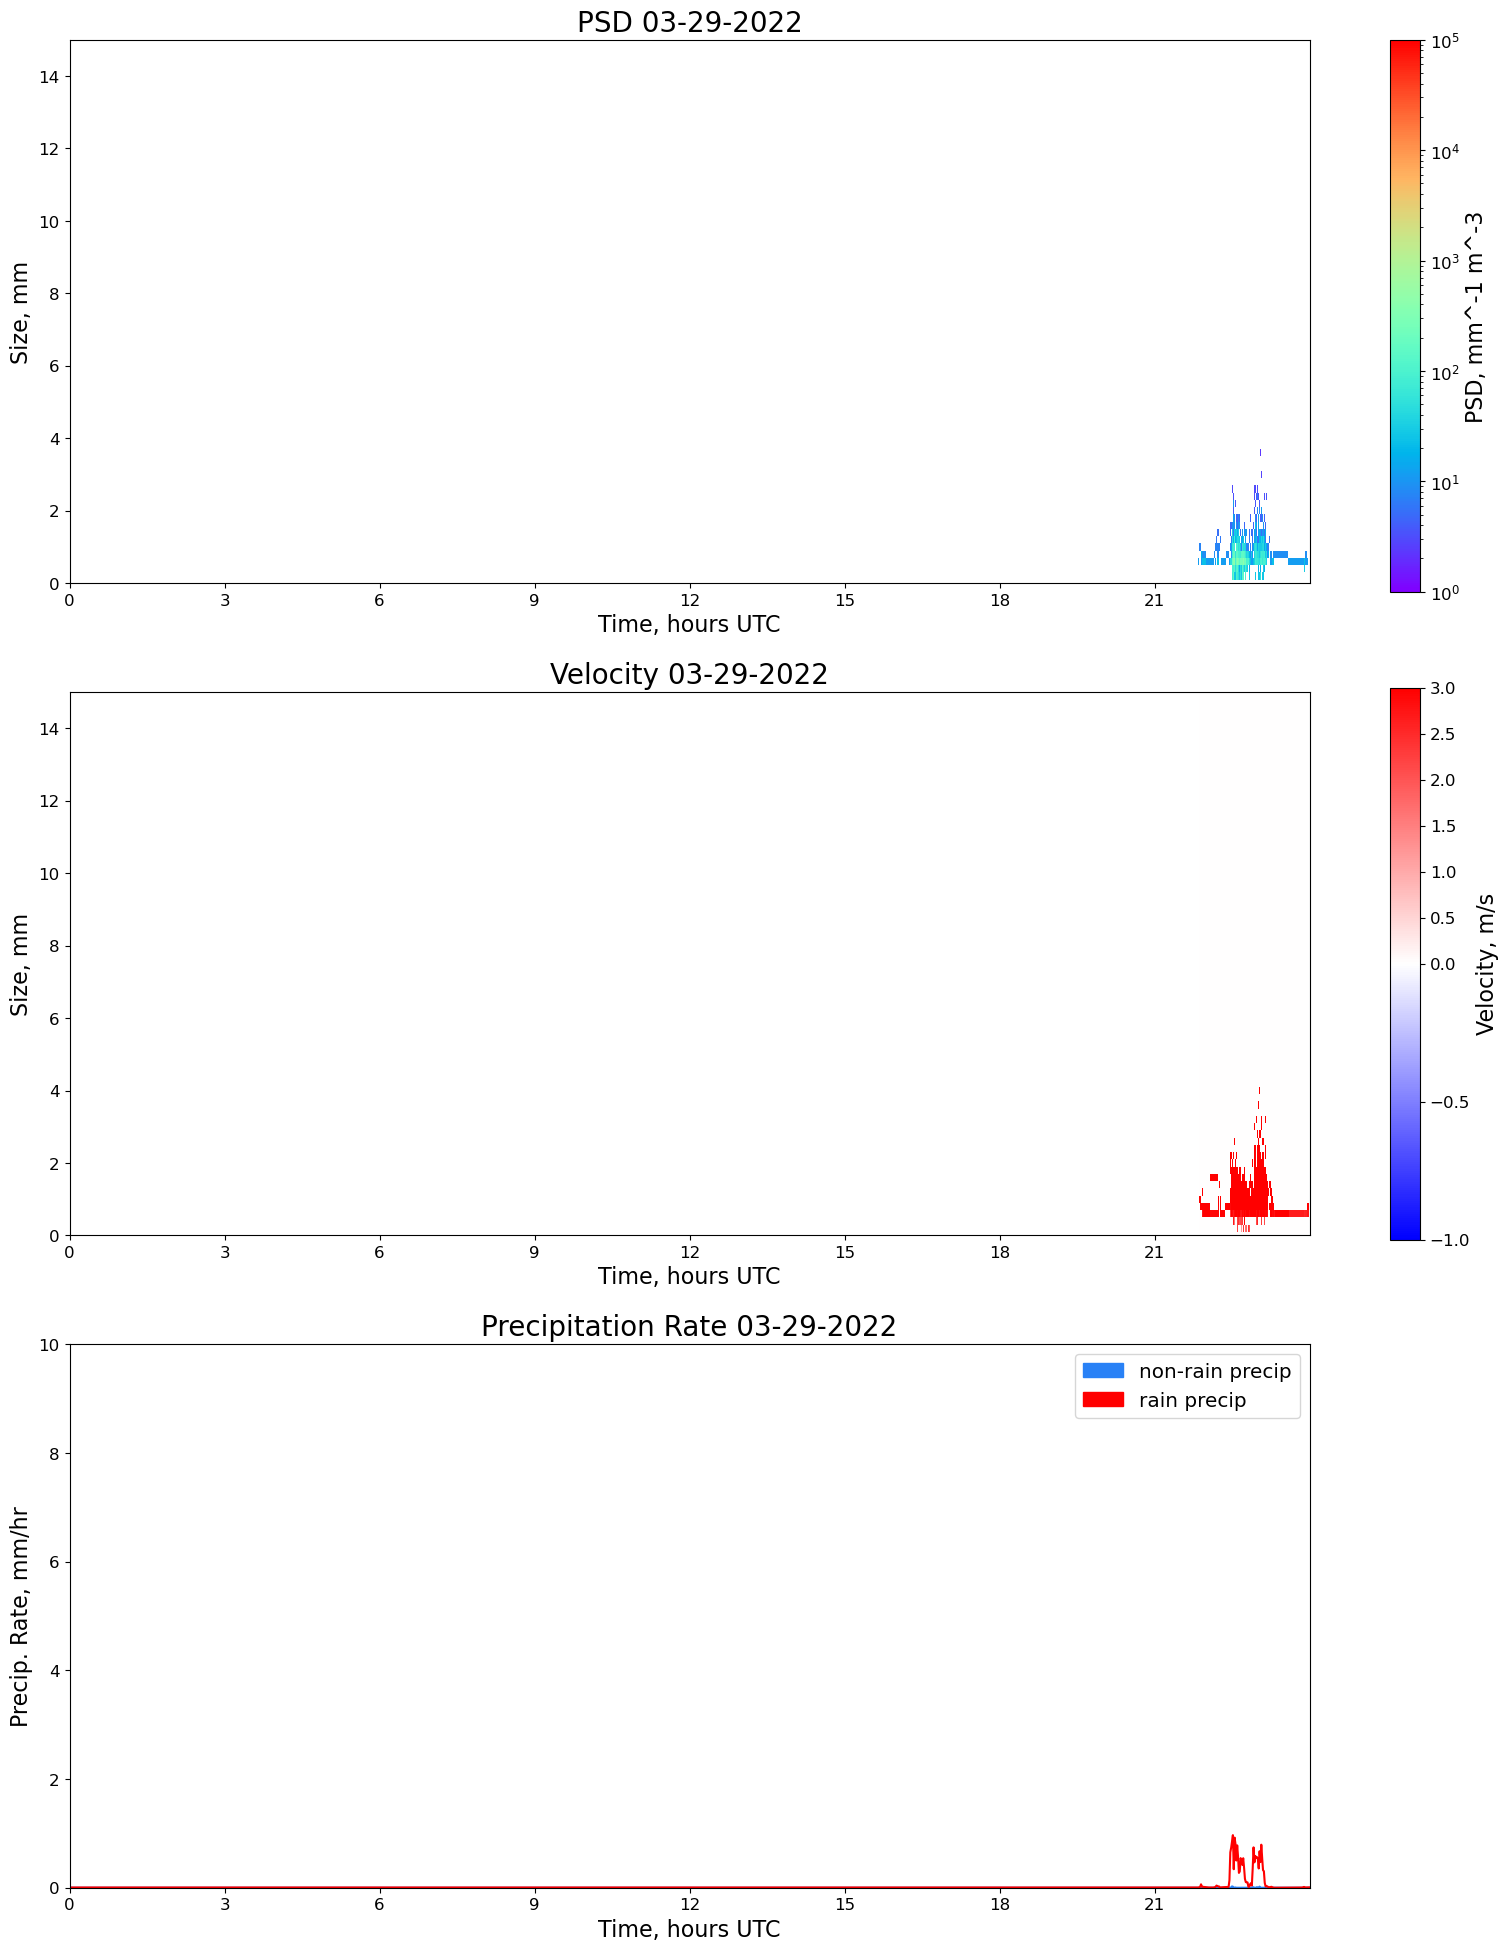 PSD 03-29-2022
14
12
10
8
6
4
2
0
Size, mm
0 3 6 9 12 15 18 21
Time, hours UTC
10^5
10^4
10^3
10^2
10^1
10^0
PSD, mm^-1 m^-3
Velocity 03-29-2022
14
12
10
8
6
4
2
0
Size, mm
0 3 6 9 12 15 18 21
Time, hours UTC
3.0
2.5
2.0
1.5
1.0
0.5
0.0
−0.5
−1.0
Velocity, m/s
Precipitation Rate 03-29-2022
10
8
6
4
2
0
Precip. Rate, mm/hr
non-rain precip
rain precip
0 3 6 9 12 15 18 21
Time, hours UTC